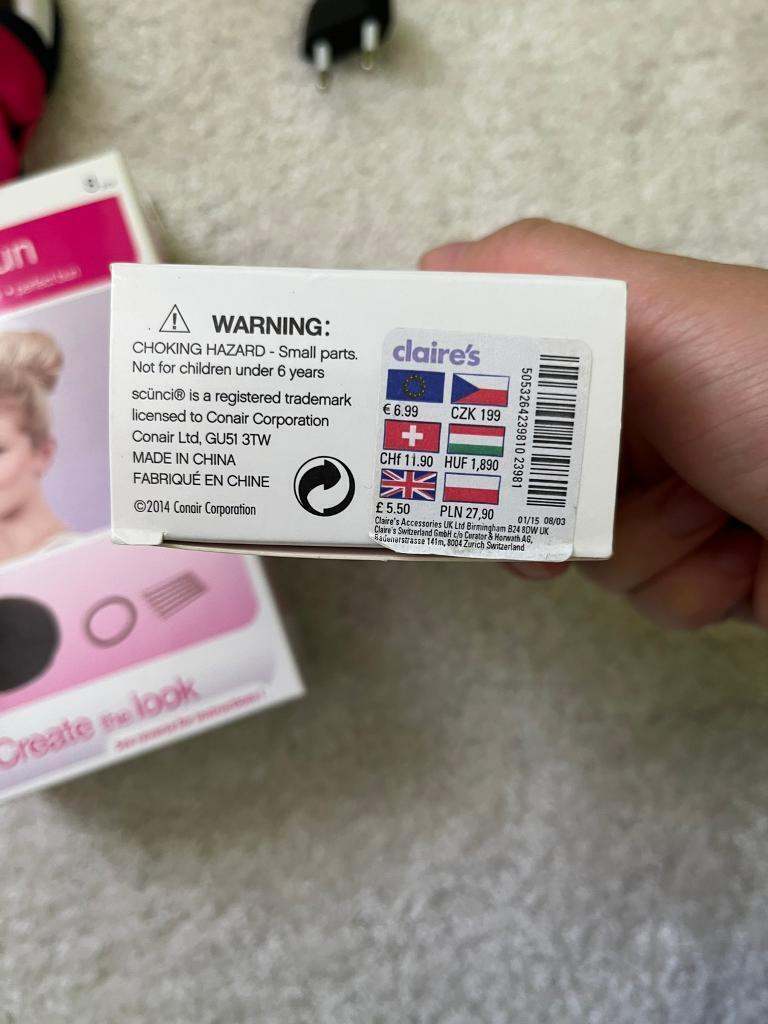 un
WARNING:
CHOKING HAZARD - Small parts.
Not for children under 6 years
scünci® is a registered trademark
licensed to Conair Corporation
Conair Ltd, GU51 3TW
MADE IN CHINA
FABRIQUÉ EN CHINE
©2014 Conair Corporation
claire's
€ 6.99 CZK 199
CHf 11.90 HUF 1,890
£ 5.50 PLN 27,90
5053264239810 23981
01/15 08/03
Claire's Accessories UK Ltd Birmingham B24 8DW UK
Claire's Switzerland GmbH c/o Curator & Horwath AG,
Badenerstrasse 141m, 8004 Zurich Switzerland
Create the look